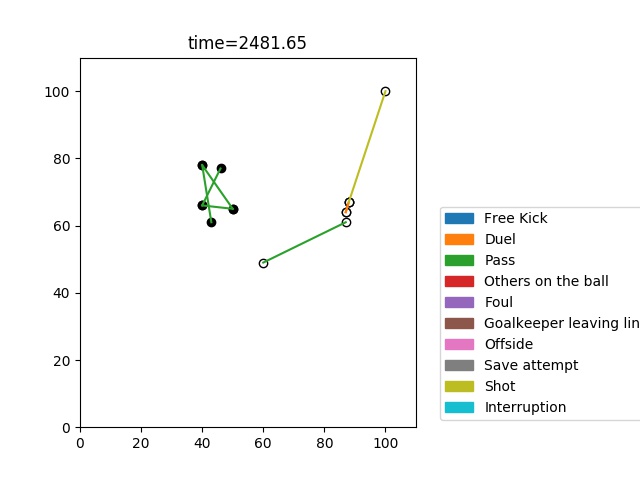 time=2481.65
100
80
60
40
20
0
0 20 40 60 80 100
Free Kick
Duel
Pass
Others on the ball
Foul
Goalkeeper leaving lin
Offside
Save attempt
Shot
Interruption